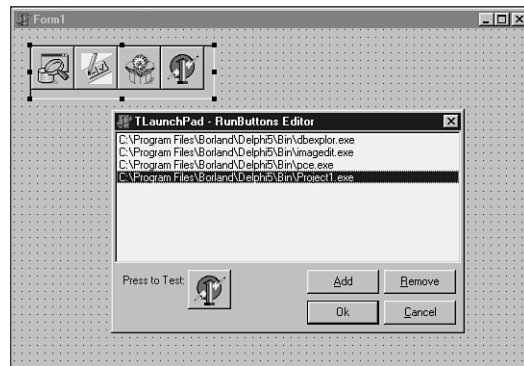 Form1
TLaunchPad - RunButtons Editor
C:\Program Files\Borland\Delphi5\Bin\dbexplor.exe
C:\Program Files\Borland\Delphi5\Bin\imagedit.exe
C:\Program Files\Borland\Delphi5\Bin\pce.exe
C:\Program Files\Borland\Delphi5\Bin\Project1.exe
Press to Test:
Add
Remove
Ok
Cancel